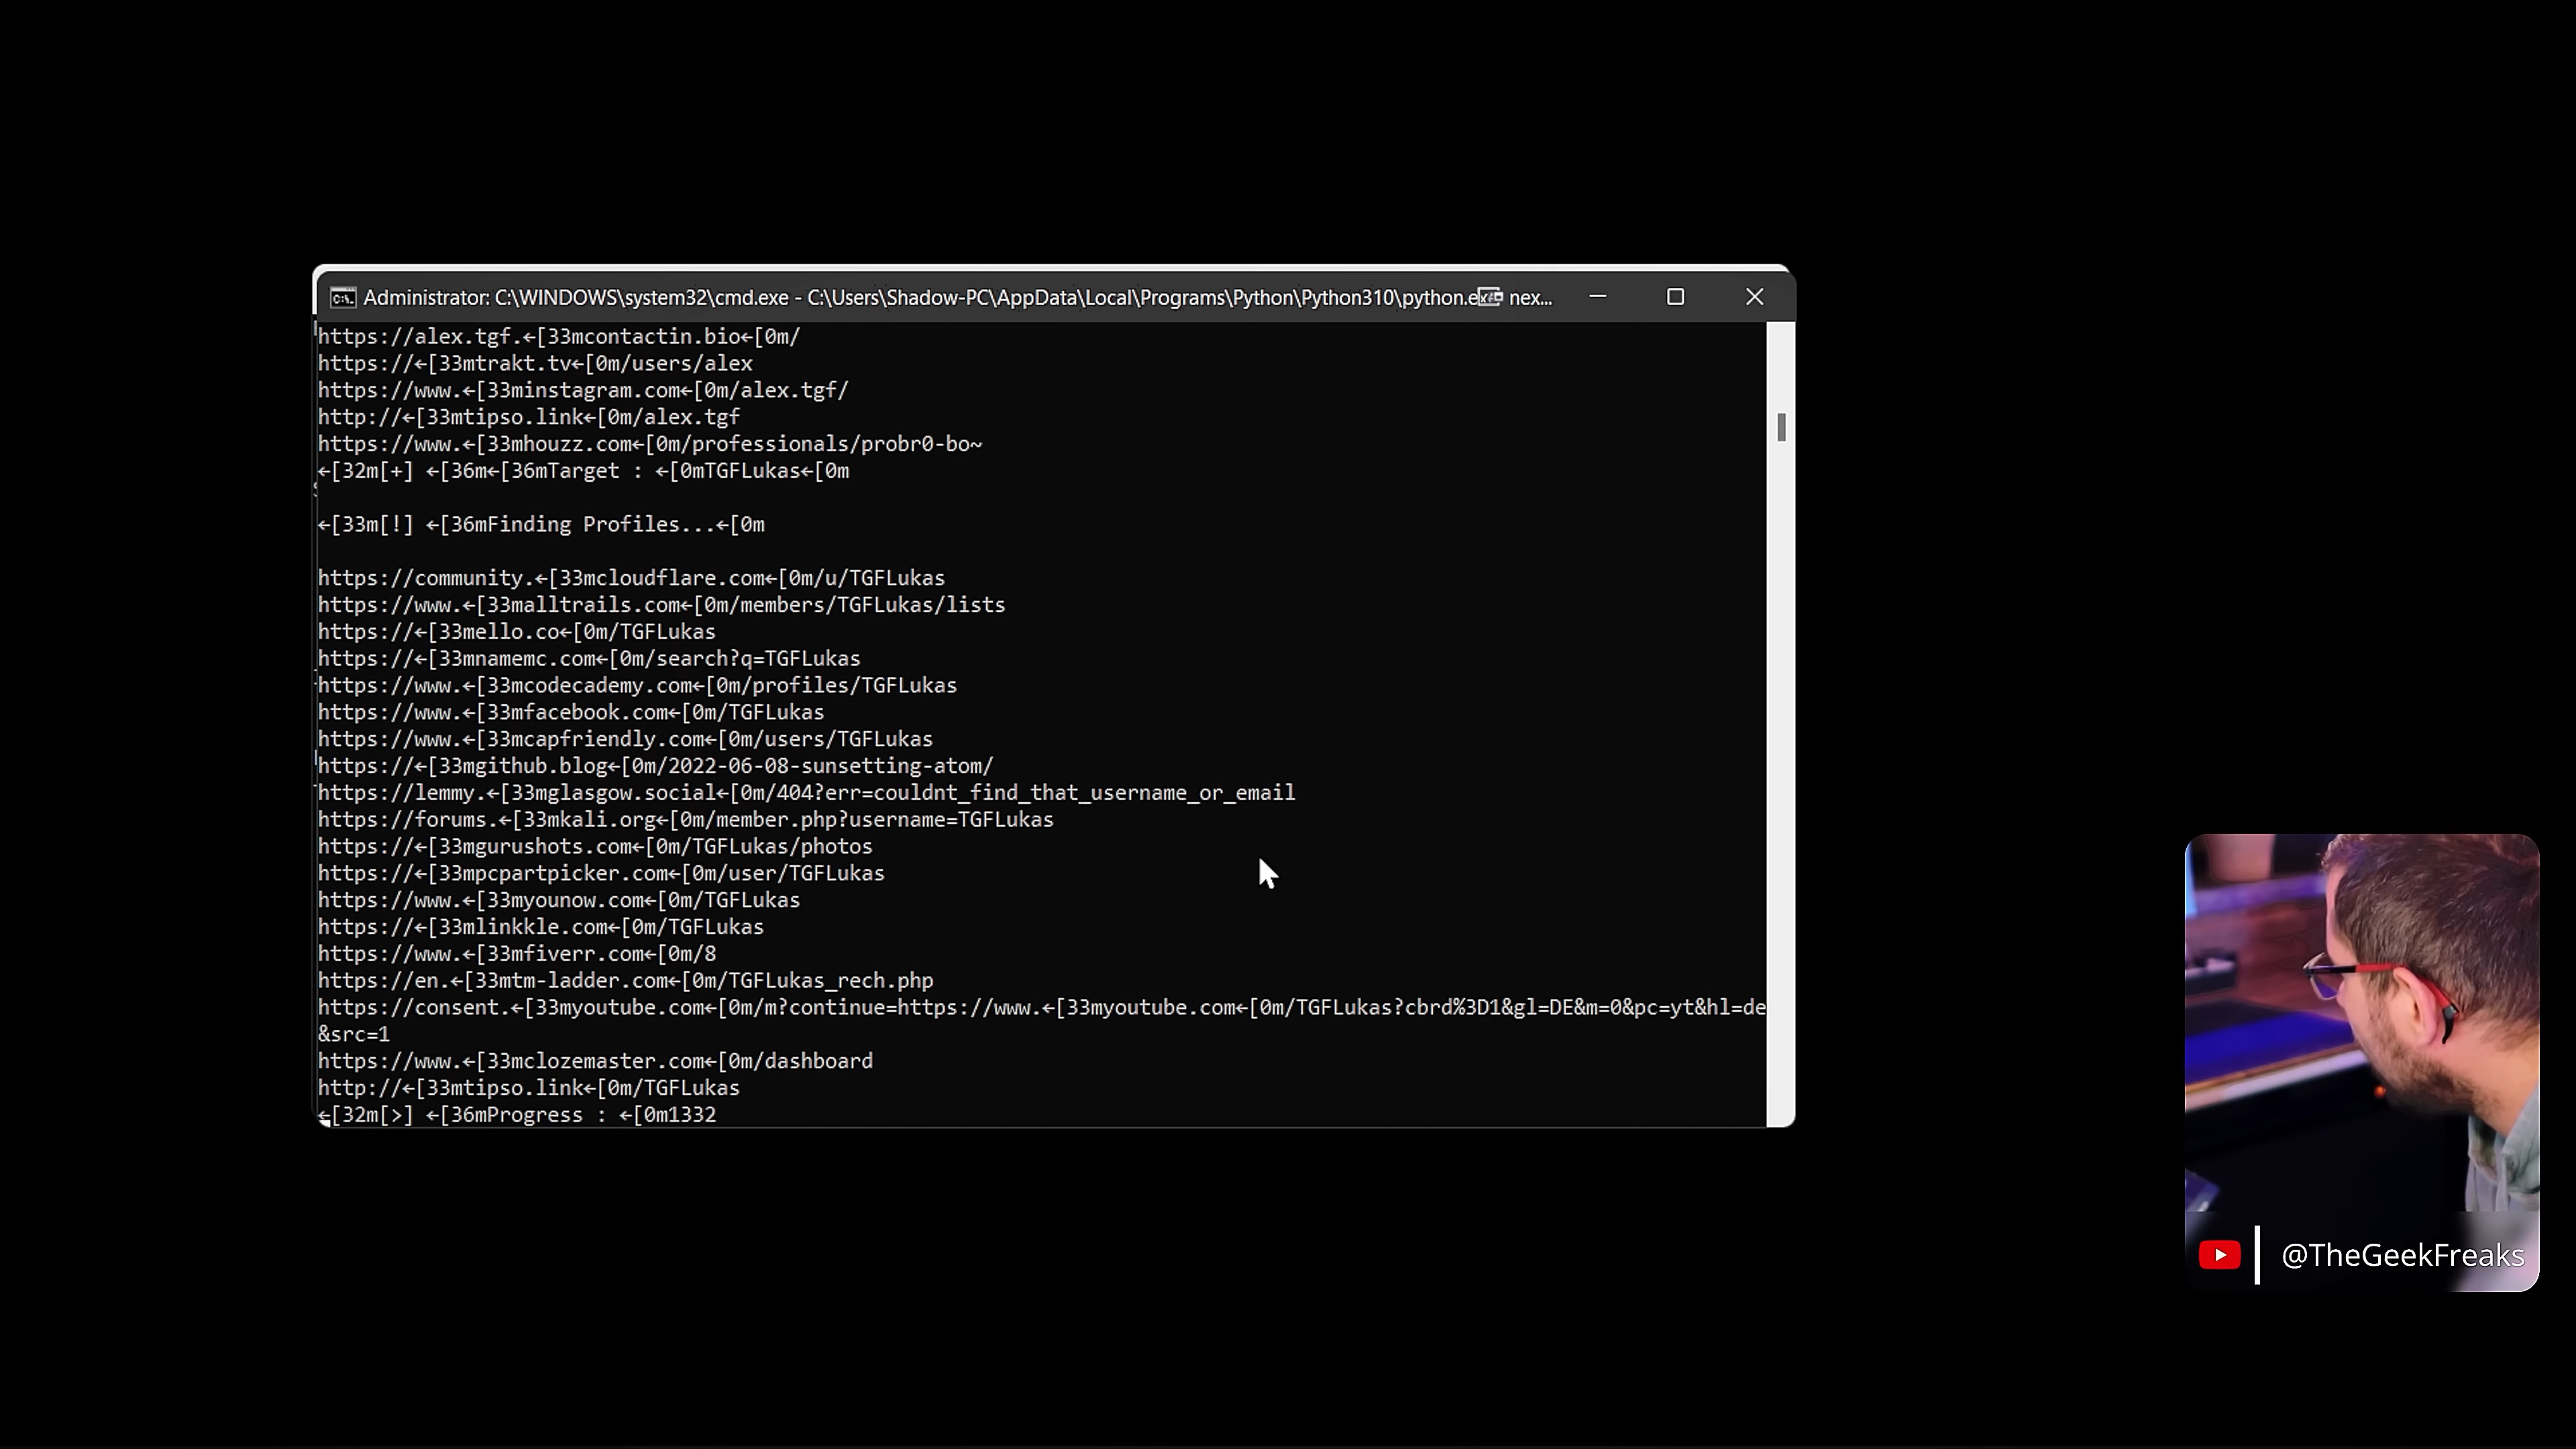 Administrator: C:\WINDOWS\system32\cmd.exe - C:\Users\Shadow-PC\AppData\Local\Programs\Python\Python310\python.e nex...
https://alex.tgf.←[33mcontactin.bio←[0m/
https://←[33mtrakt.tv←[0m/users/alex
https://www.←[33minstagram.com←[0m/alex.tgf/
http://←[33mtipso.link←[0m/alex.tgf
https://www.←[33mhouzz.com←[0m/professionals/probr0-bo~
←[32m[+] ←[36m←[36mTarget : ←[0mTGFLukas←[0m
←[33m[!] ←[36mFinding Profiles...←[0m
https://community.←[33mcloudflare.com←[0m/u/TGFLukas
https://www.←[33malltrails.com←[0m/members/TGFLukas/lists
https://←[33mello.co←[0m/TGFLukas
https://←[33mnamemc.com←[0m/search?q=TGFLukas
https://www.←[33mcodecademy.com←[0m/profiles/TGFLukas
https://www.←[33mfacebook.com←[0m/TGFLukas
https://www.←[33mcapfriendly.com←[0m/users/TGFLukas
https://←[33mgithub.blog←[0m/2022-06-08-sunsetting-atom/
https://lemmy.←[33mglasgow.social←[0m/404?err=couldnt_find_that_username_or_email
https://forums.←[33mkali.org←[0m/member.php?username=TGFLukas
https://←[33mgurushots.com←[0m/TGFLukas/photos
https://←[33mpcpartpicker.com←[0m/user/TGFLukas
https://www.←[33myounow.com←[0m/TGFLukas
https://←[33mlinkkle.com←[0m/TGFLukas
https://www.←[33mfiverr.com←[0m/8
https://en.←[33mtm-ladder.com←[0m/TGFLukas_rech.php
https://consent.←[33myoutube.com←[0m/m?continue=https://www.←[33myoutube.com←[0m/TGFLukas?cbrd%3D1&gl=DE&m=0&pc=yt&hl=de
&src=1
https://www.←[33mclozemaster.com←[0m/dashboard
http://←[33mtipso.link←[0m/TGFLukas
←[32m[>] ←[36mProgress : ←[0m1332
@TheGeekFreaks